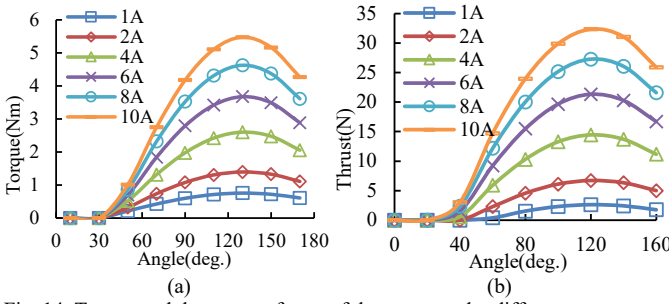 1A
2A
4A
6A
8A
10A
6
5
4
3
2
1
0
Torque(Nm)
0 30 60 90 120 150 180
Angle(deg.)
(a)
1A
2A
4A
6A
8A
10A
35
30
25
20
15
10
5
0
Thrust(N)
0 40 80 120 160
Angle(deg.)
(b)